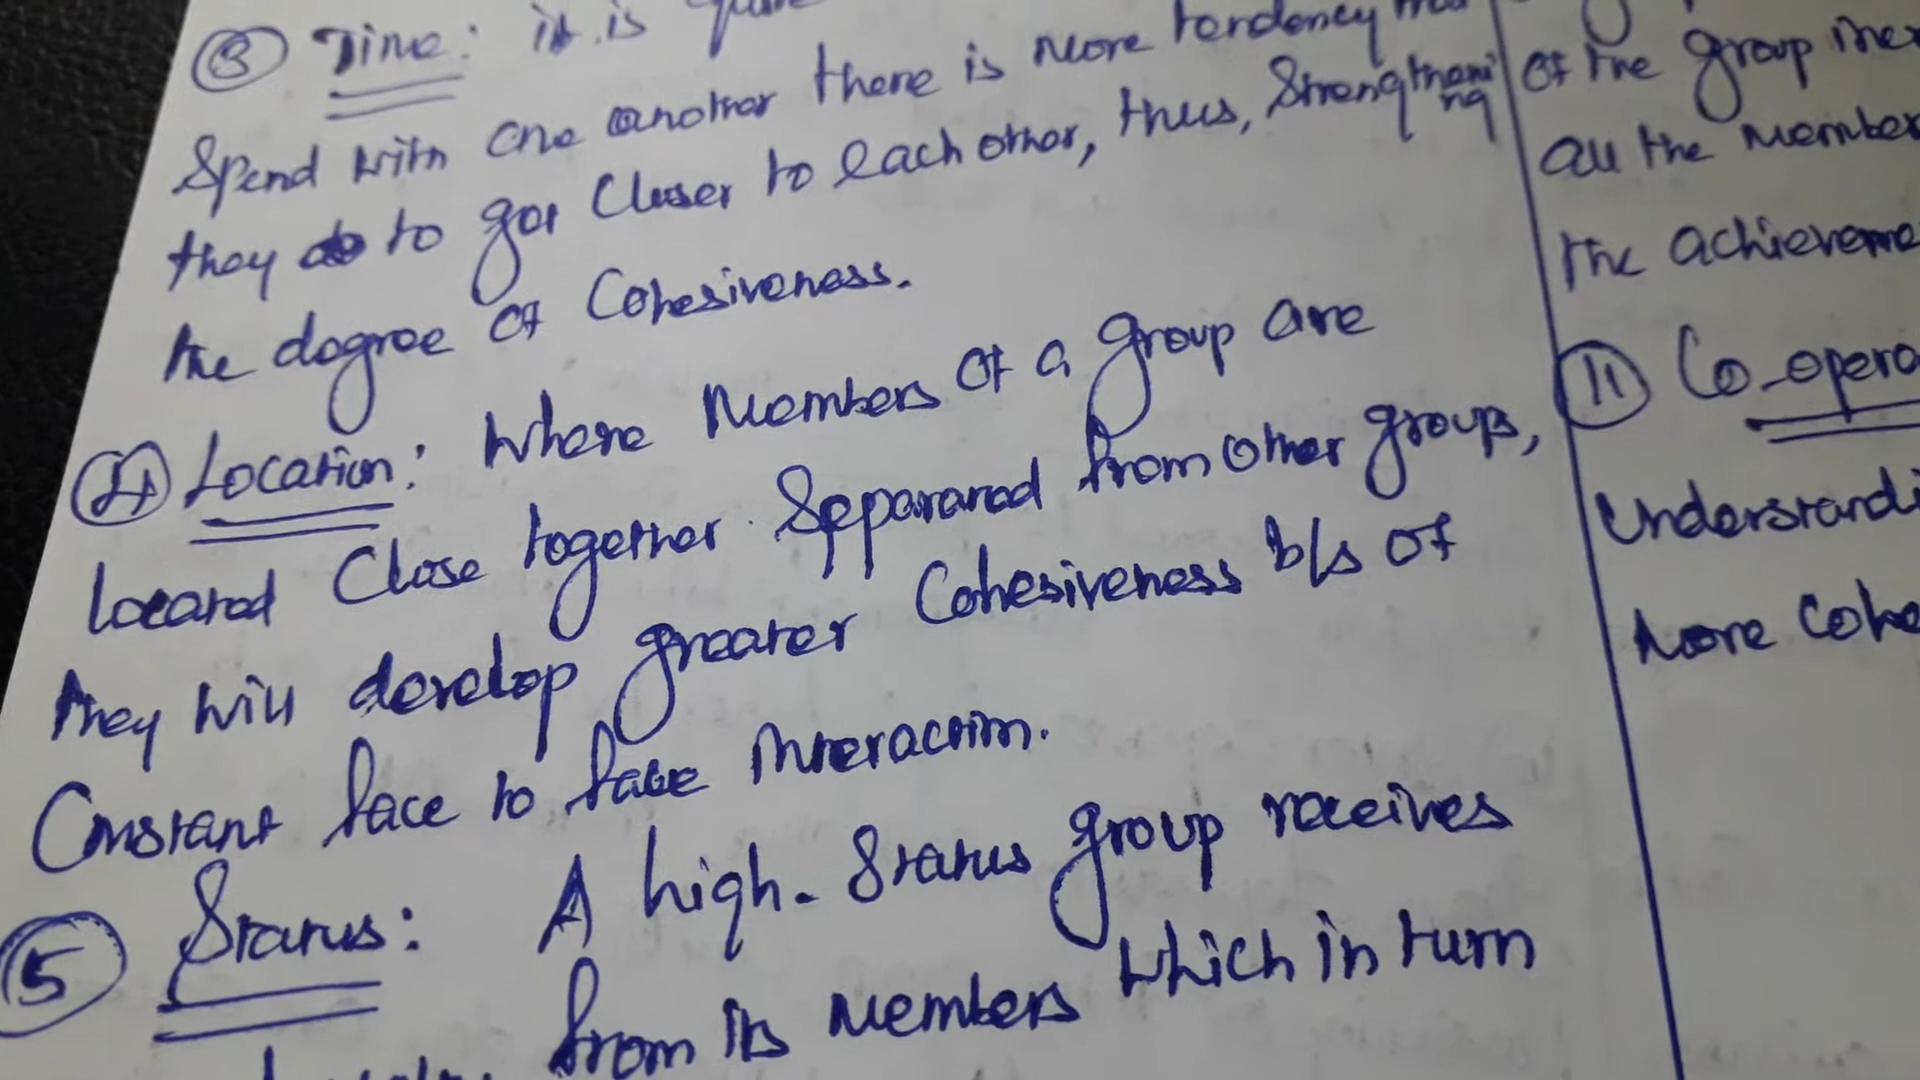 ③ Time: it is
Spend with one another there is more tendency
they to get closer to each other, thus, Strengthening
the degree of Cohesiveness.
④ Location: Where Members of a group are
located Close together. Sepparated from other groups,
they will develop greater Cohesiveness b/s of
Constant face to face Interaction.
⑤ Status: A high-Status group receives
from its Members which in turn
of the group
all the Member
the achieveme
⑪ Co-opera
Understandi
More Cohe